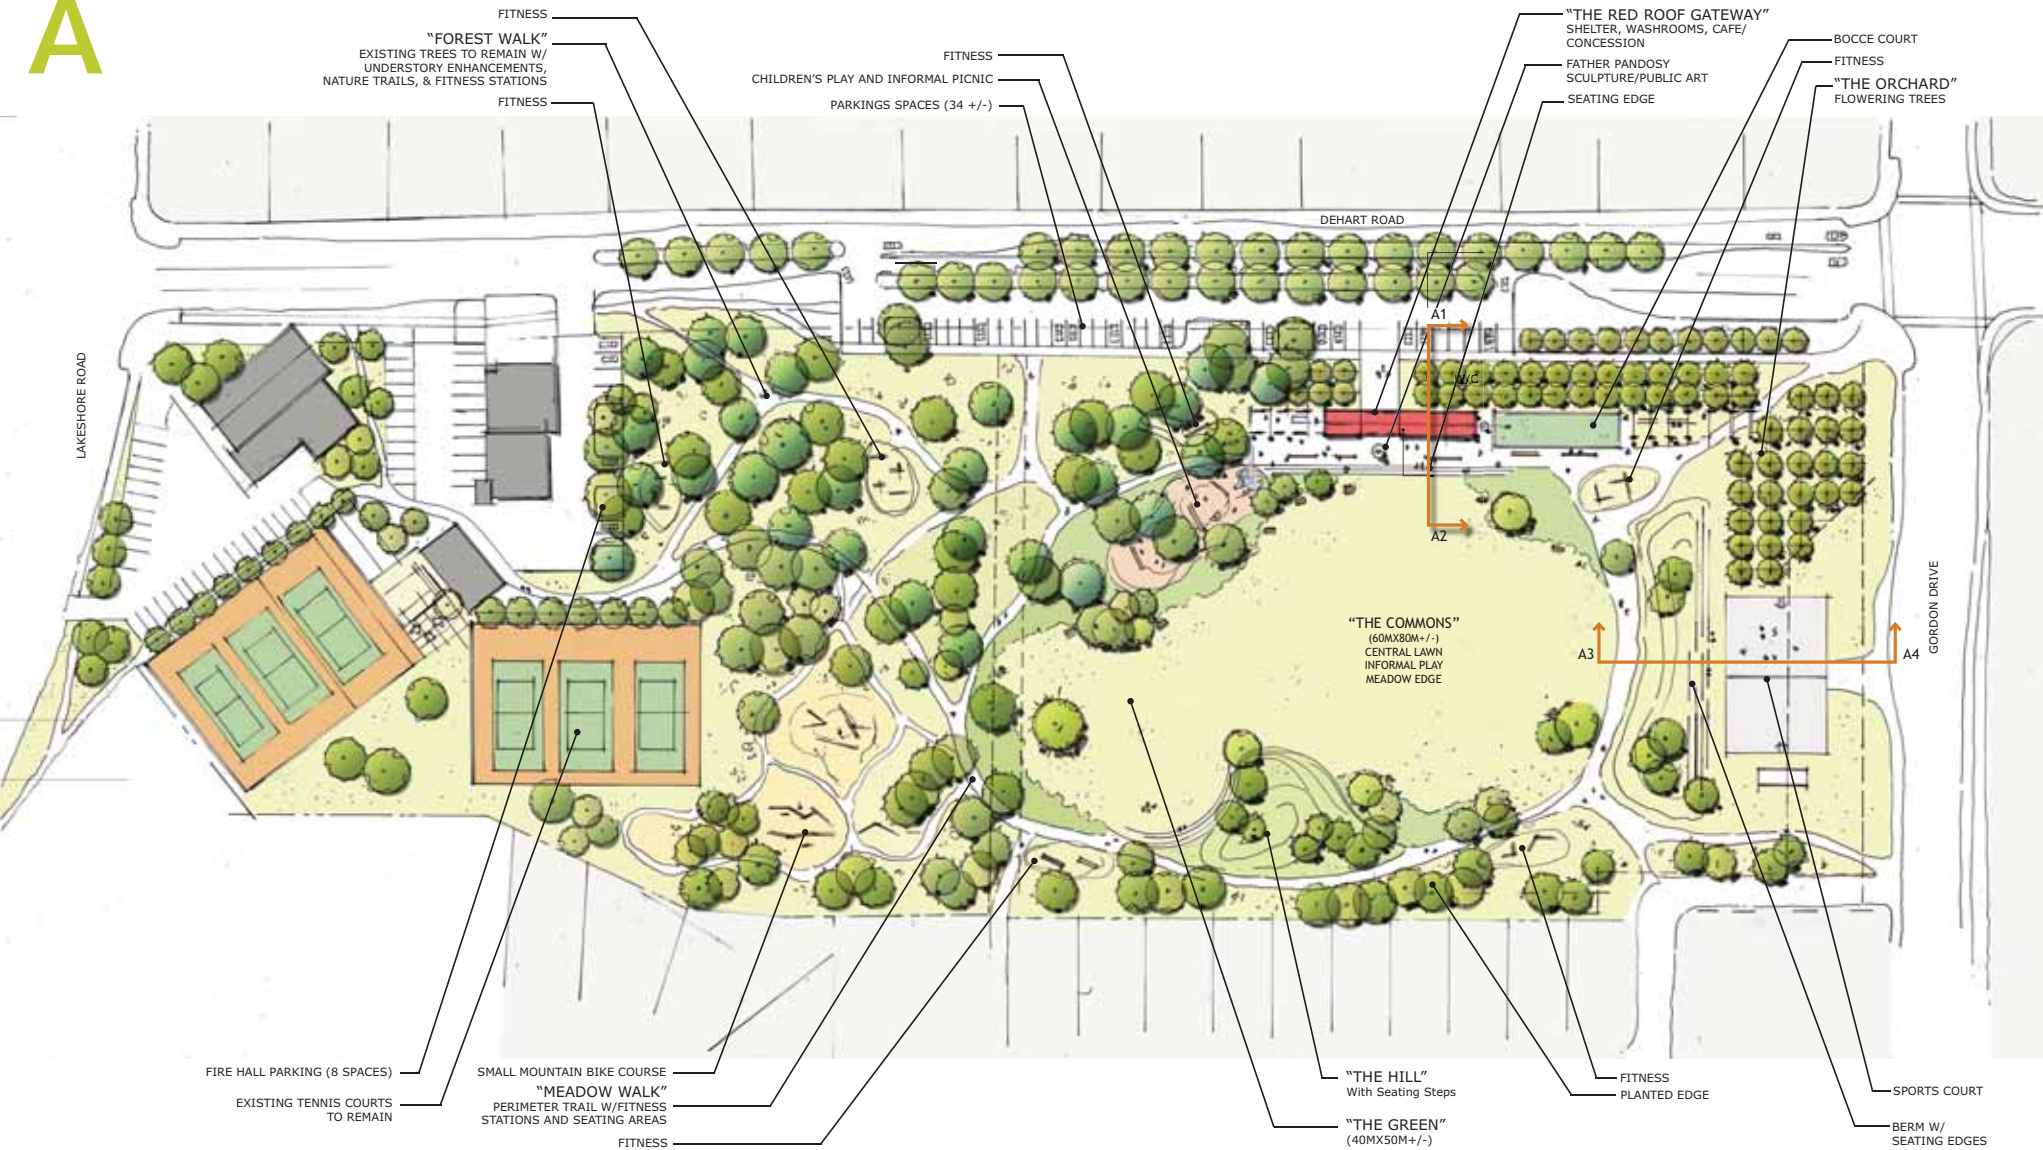 A
FITNESS
“FOREST WALK”
EXISTING TREES TO REMAIN W/
UNDERSTORY ENHANCEMENTS,
NATURE TRAILS, & FITNESS STATIONS
FITNESS
FITNESS
CHILDREN’S PLAY AND INFORMAL PICNIC
PARKINGS SPACES (34 +/-)
“THE RED ROOF GATEWAY”
SHELTER, WASHROOMS, CAFE/
CONCESSION
FATHER PANDOSY
SCULPTURE/PUBLIC ART
SEATING EDGE
BOCCE COURT
FITNESS
“THE ORCHARD”
FLOWERING TREES
DEHART ROAD
LAKESHORE ROAD
GORDON DRIVE
A1
W/C
A2
“THE COMMONS”
(60MX80M+/-)
CENTRAL LAWN
INFORMAL PLAY
MEADOW EDGE
A3
A4
FIRE HALL PARKING (8 SPACES)
EXISTING TENNIS COURTS
TO REMAIN
SMALL MOUNTAIN BIKE COURSE
“MEADOW WALK”
PERIMETER TRAIL W/FITNESS
STATIONS AND SEATING AREAS
FITNESS
“THE HILL”
With Seating Steps
“THE GREEN”
(40MX50M+/-)
FITNESS
PLANTED EDGE
SPORTS COURT
BERM W/
SEATING EDGES